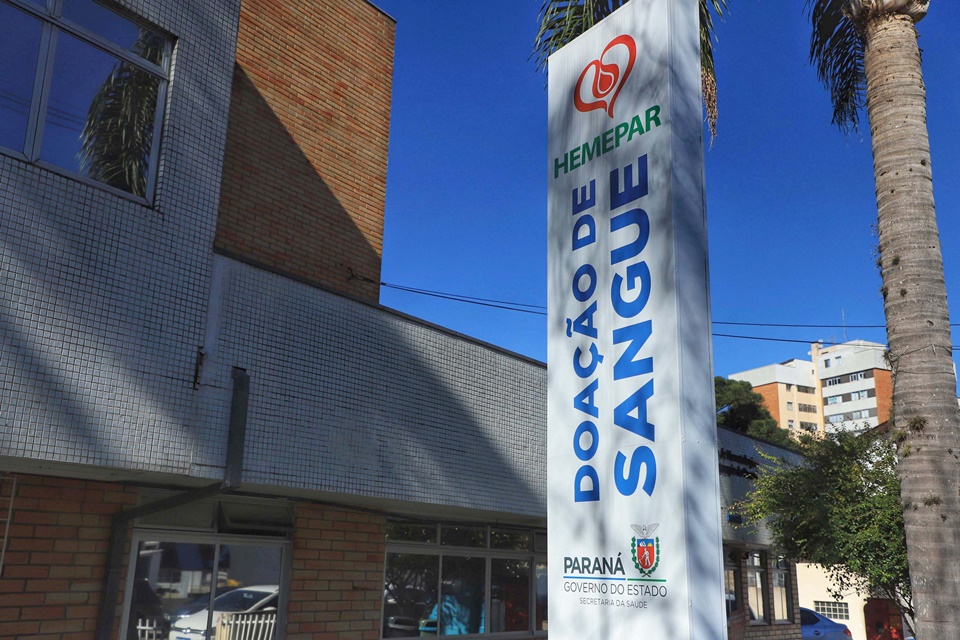 HEMEPAR
DOAÇÃO DE
SANGUE
PARANÁ
GOVERNO DO ESTADO
SECRETARIA DA SAÚDE